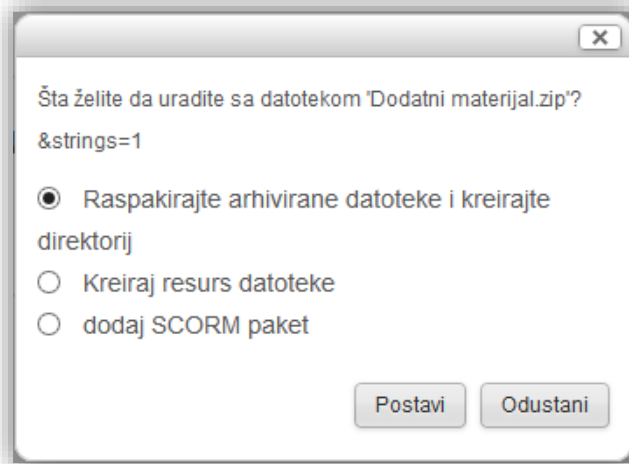 Šta želite da uradite sa datotekom 'Dodatni materijal.zip'?
&strings=1
Raspakirajte arhivirane datoteke i kreirajte
direktorij
Kreiraj resurs datoteke
dodaj SCORM paket
Postavi Odustani